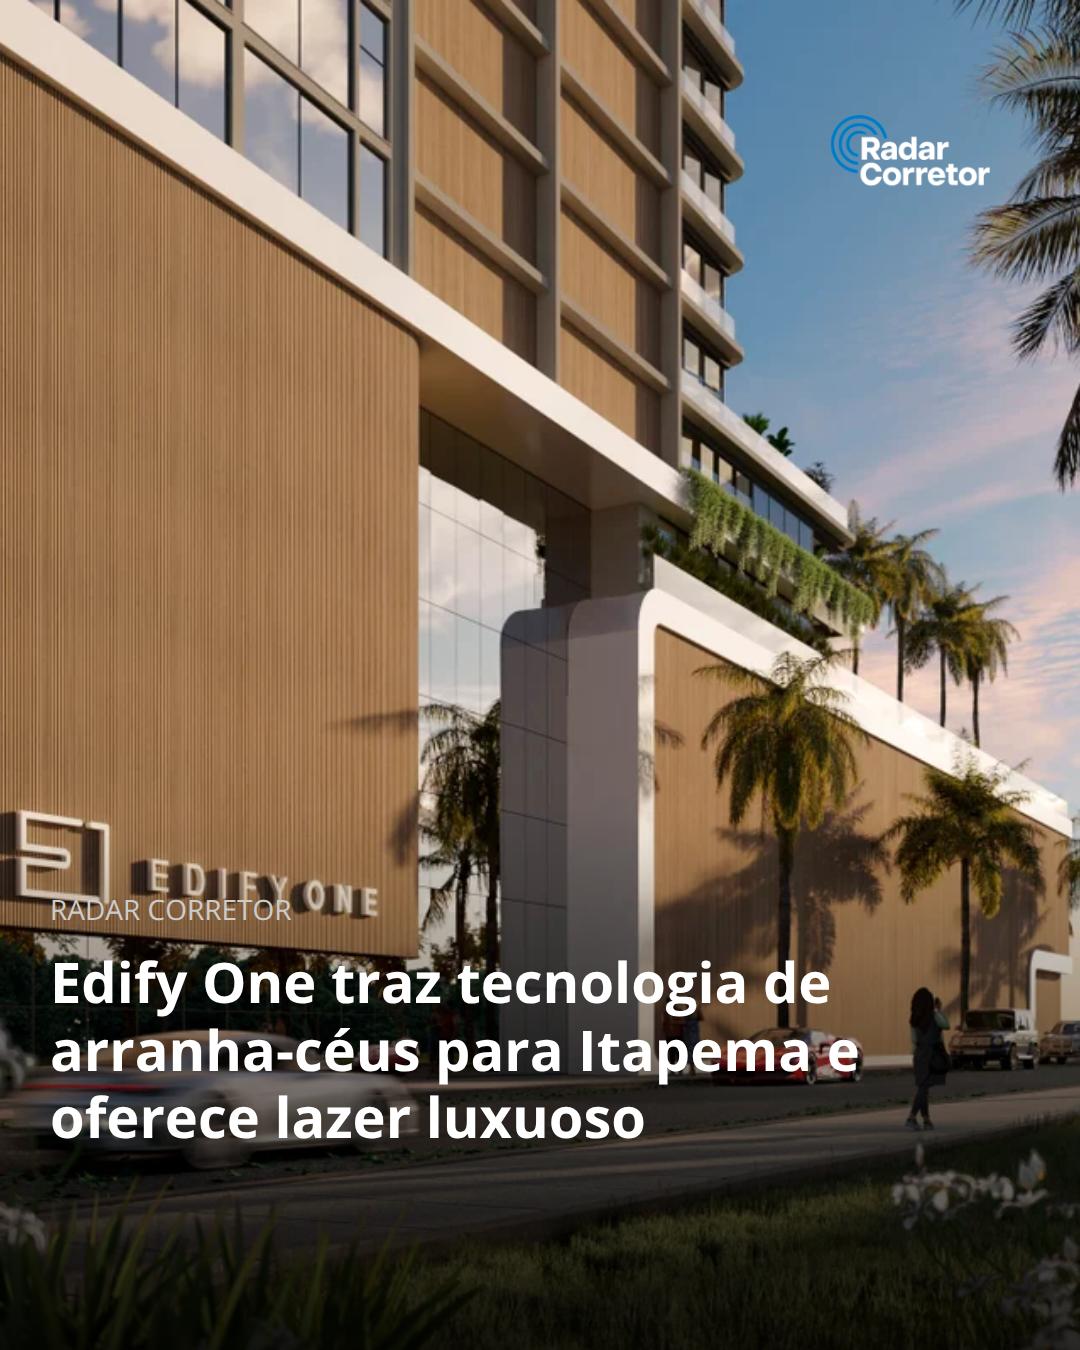 Radar
Corretor
EDIFY ONE
RADAR CORRETOR
Edify One traz tecnologia de
arranha-céus para Itapema e
oferece lazer luxuoso